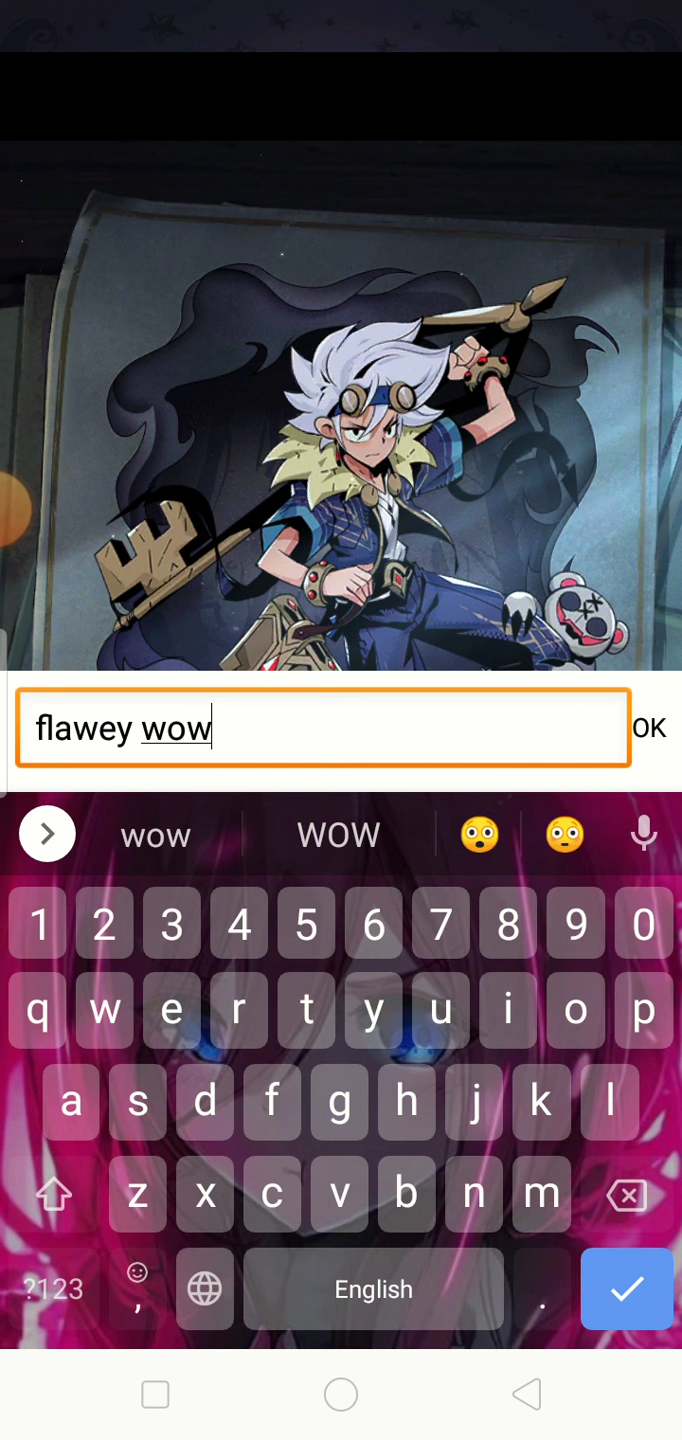 flawey wow
OK
wow WOW
1 2 3 4 5 6 7 8 9 0
q w e r t y u i o p
a s d f g h j k l
z x c v b n m
?123 , English .